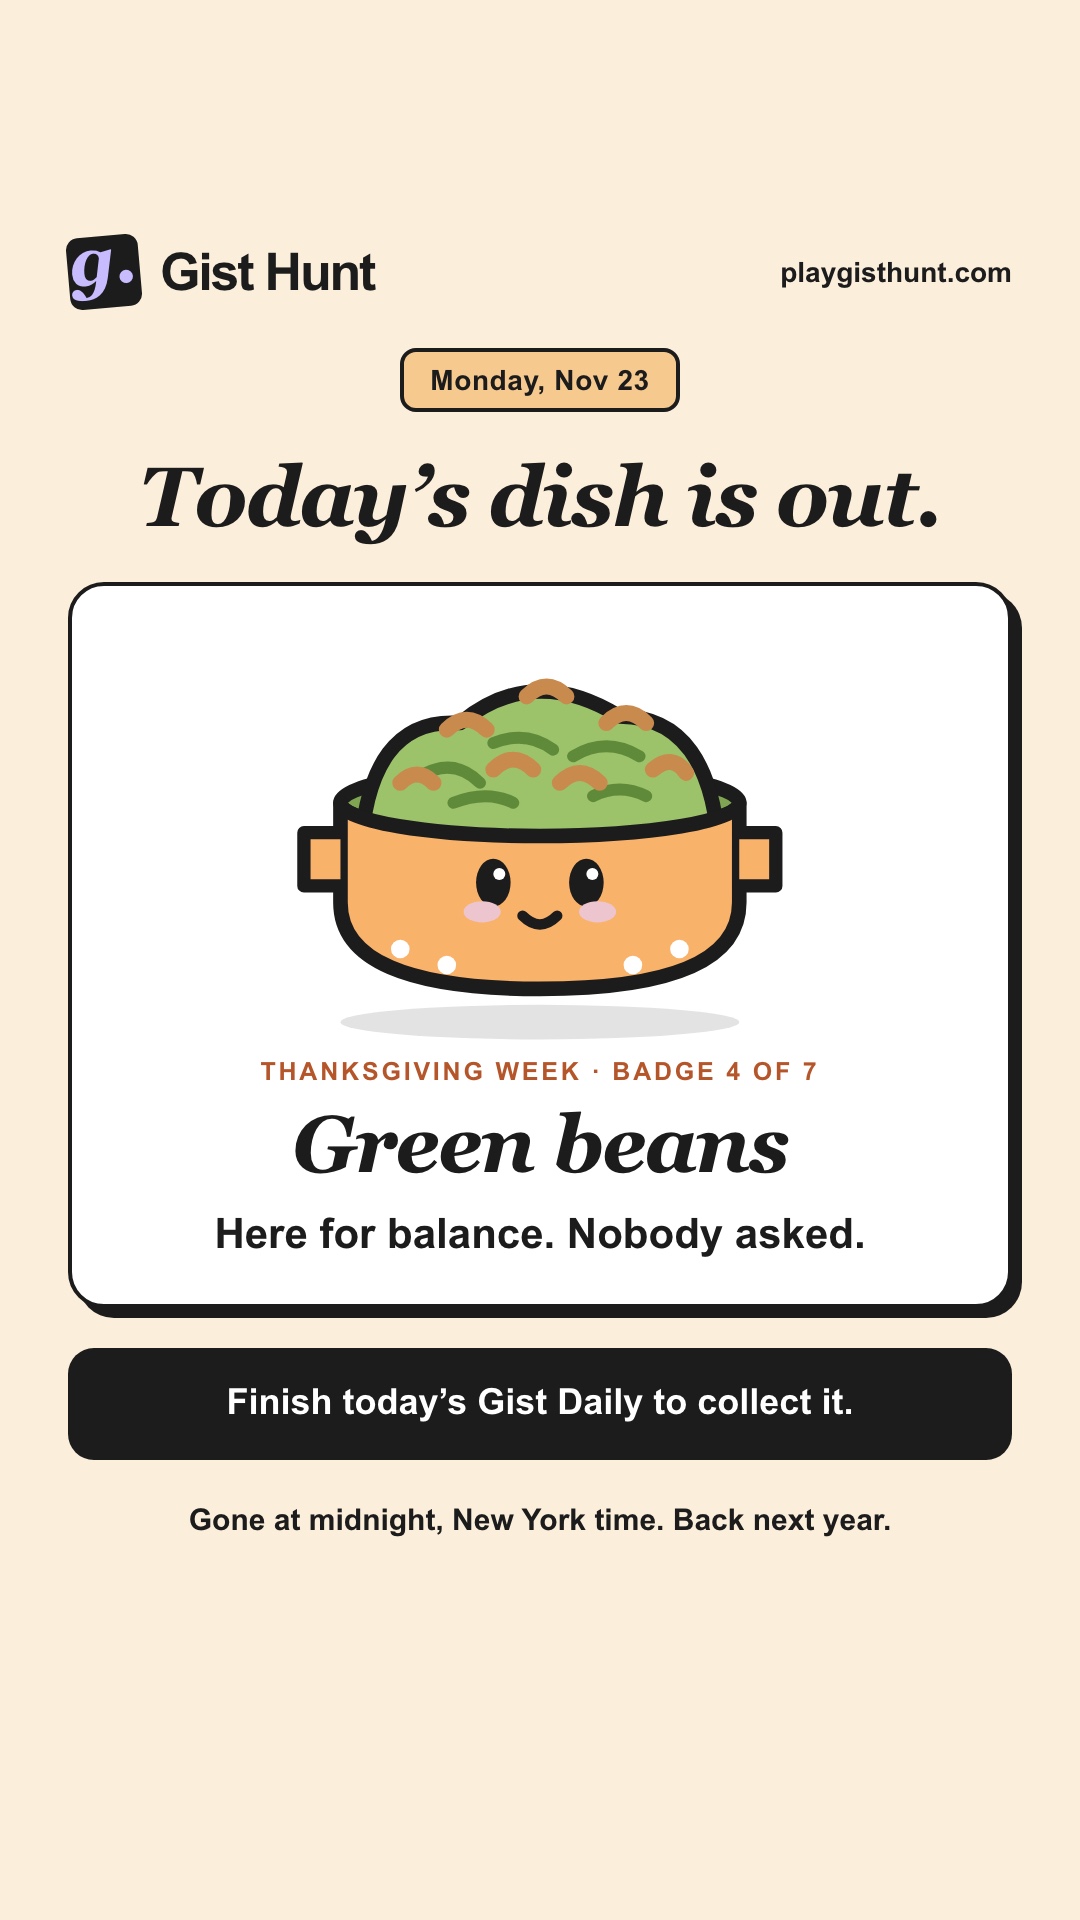 g.
Gist Hunt
playgisthunt.com
Monday, Nov 23
Today’s dish is out.
THANKSGIVING WEEK · BADGE 4 OF 7
Green beans
Here for balance. Nobody asked.
Finish today’s Gist Daily to collect it.
Gone at midnight, New York time. Back next year.